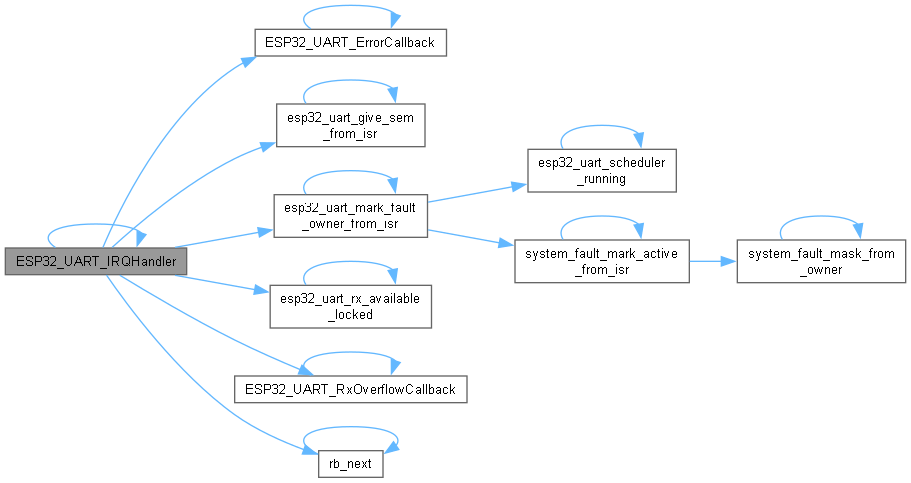 ESP32_UART_ErrorCallback
esp32_uart_give_sem
_from_isr
esp32_uart_scheduler
_running
esp32_uart_mark_fault
_owner_from_isr
ESP32_UART_IRQHandler
system_fault_mark_active
_from_isr
system_fault_mask_from
_owner
esp32_uart_rx_available
_locked
ESP32_UART_RxOverflowCallback
rb_next